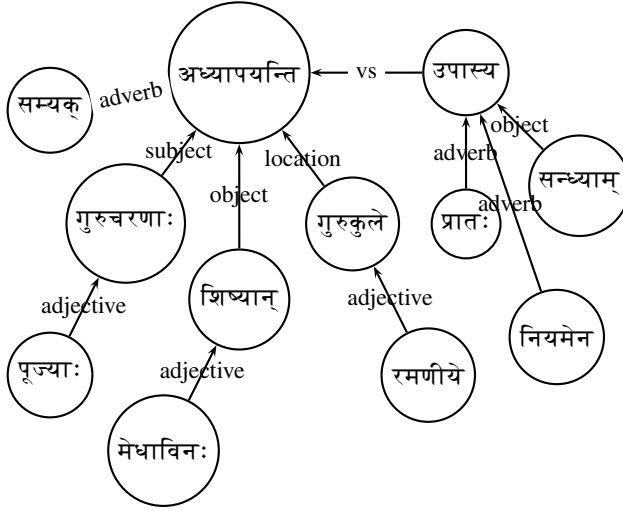 अध्यापयन्ति vs उपास्य
सम्यक् adverb
subject location adverb object
सन्ध्याम्
object adverb
गुरुचरणाः गुरुकुले प्रातः
शिष्यान्
adjective adjective
नियमेन
adjective
पूज्याः रमणीये
मेधाविनः